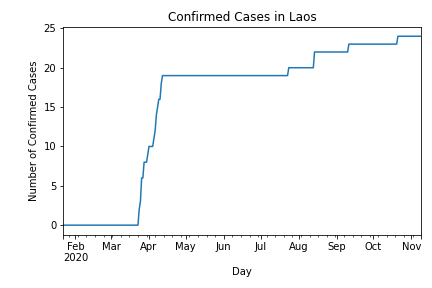 Confirmed Cases in Laos
Number of Confirmed Cases
25
20
15
10
5
0
Feb Mar Apr May Jun Jul Aug Sep Oct Nov
2020
Day